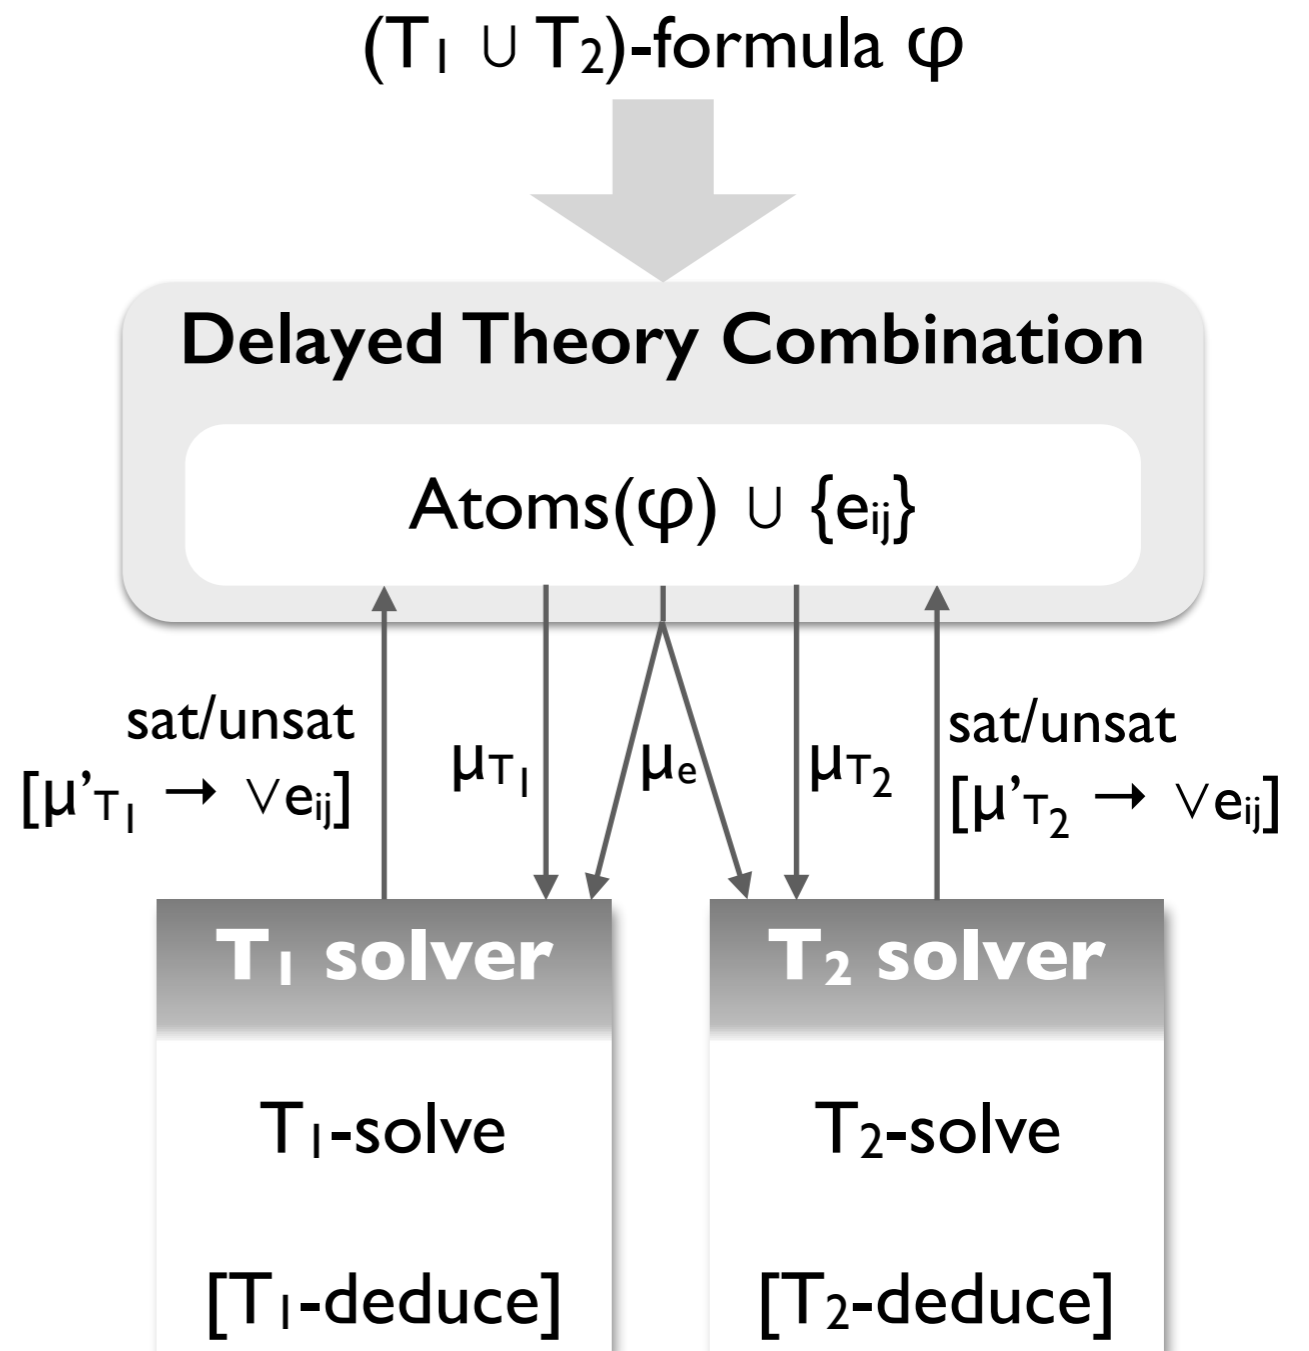 (T₁ ∪ T₂)-formula φ
Delayed Theory Combination
Atoms(φ) ∪ {eᵢⱼ}
sat/unsat
[μ’T₁ → ∨eᵢⱼ]
μT₁
μₑ
μT₂
sat/unsat
[μ’T₂ → ∨eᵢⱼ]
T₁ solver
T₂ solver
T₁-solve
T₂-solve
[T₁-deduce]
[T₂-deduce]